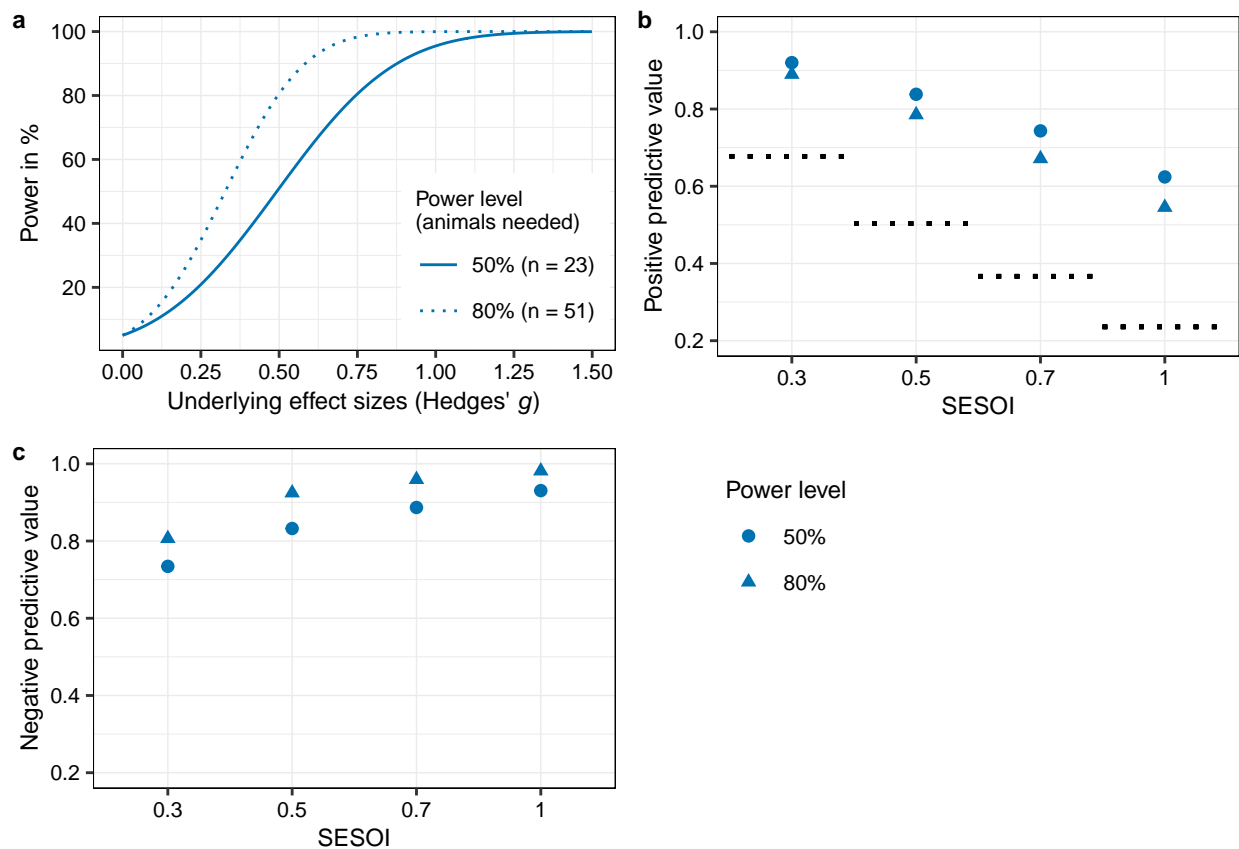 a
Power in %
100
80
60
40
20
0.00 0.25 0.50 0.75 1.00 1.25 1.50
Underlying effect sizes (Hedges' g)
Power level
(animals needed)
50% (n = 23)
80% (n = 51)
b
Positive predictive value
1.0
0.8
0.6
0.4
0.2
0.3 0.5 0.7 1
SESOI
c
Negative predictive value
1.0
0.8
0.6
0.4
0.2
0.3 0.5 0.7 1
SESOI
Power level
50%
80%